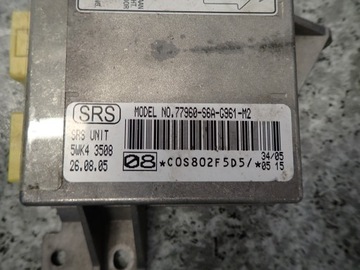 SRS
MODEL NO.77960-S6A-G961-M2
SRS UNIT
5WK4 3508
26.08.05
08
*COS802F5D5/*
34/05
05 15